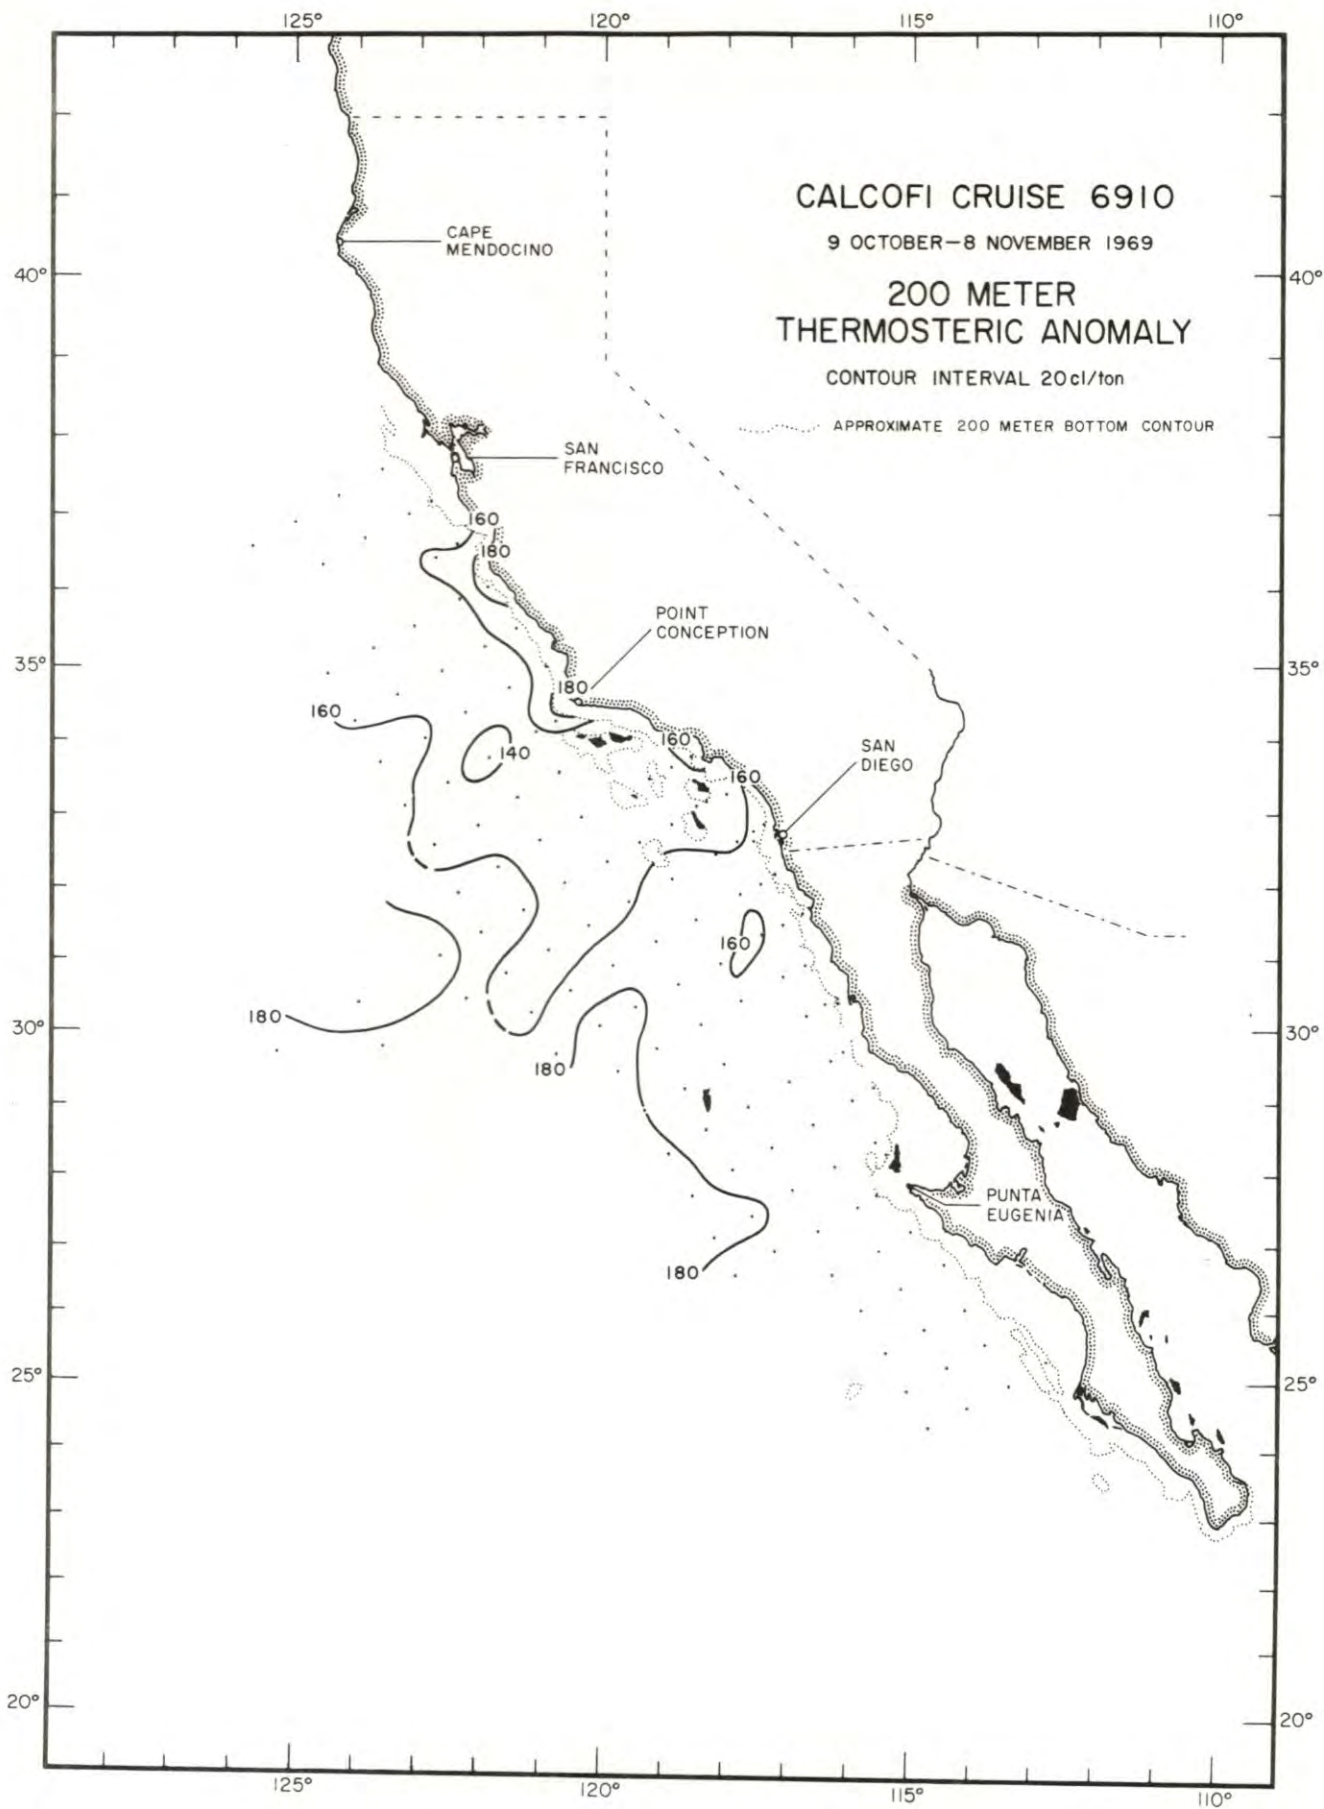 125°
120°
115°
110°
CALCOFI CRUISE 6910
9 OCTOBER–8 NOVEMBER 1969
CAPE
MENDOCINO
40°
40°
200 METER
THERMOSTERIC ANOMALY
CONTOUR INTERVAL 20cl/ton
APPROXIMATE 200 METER BOTTOM CONTOUR
SAN
FRANCISCO
160
180
POINT
CONCEPTION
35°
35°
180
160
160
140
SAN
DIEGO
160
160
180
30°
30°
180
PUNTA
EUGENIA
180
25°
25°
20°
20°
125°
120°
115°
110°